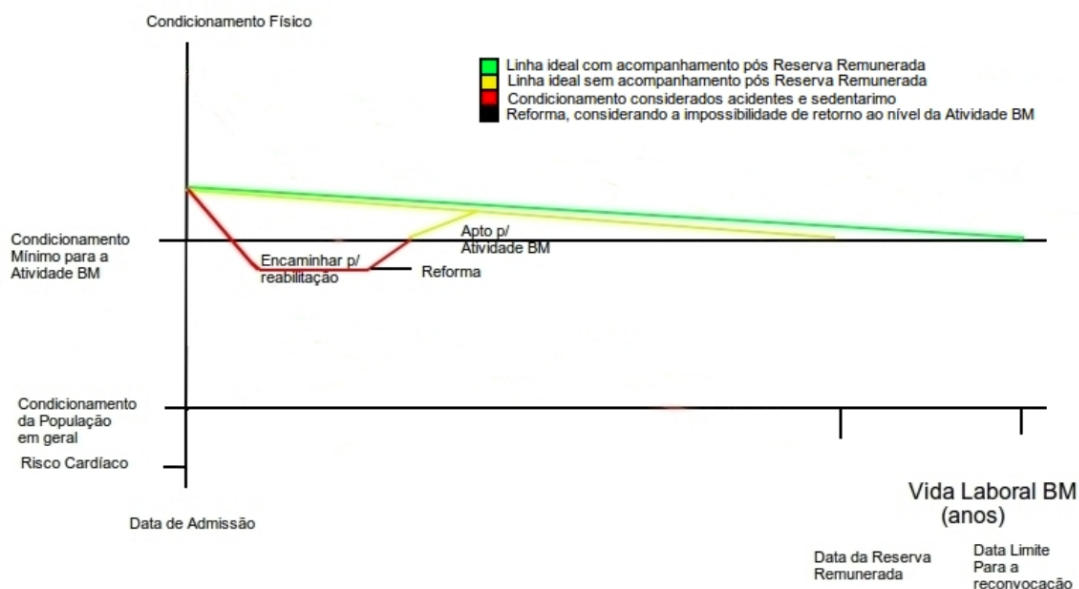 Condicionamento Físico
Linha ideal com acompanhamento pós Reserva Remunerada
Linha ideal sem acompanhamento pós Reserva Remunerada
Condicionamento considerados acidentes e sedentarimo
Reforma, considerando a impossibilidade de retorno ao nível da Atividade BM
Condicionamento
Mínimo para a
Atividade BM
Apto p/
Atividade BM
Encaminhar p/
reabilitação
Reforma
Condicionamento
da População
em geral
Risco Cardíaco
Vida Laboral BM
(anos)
Data de Admissão
Data da Reserva
Remunerada
Data Limite
Para a
reconvocação